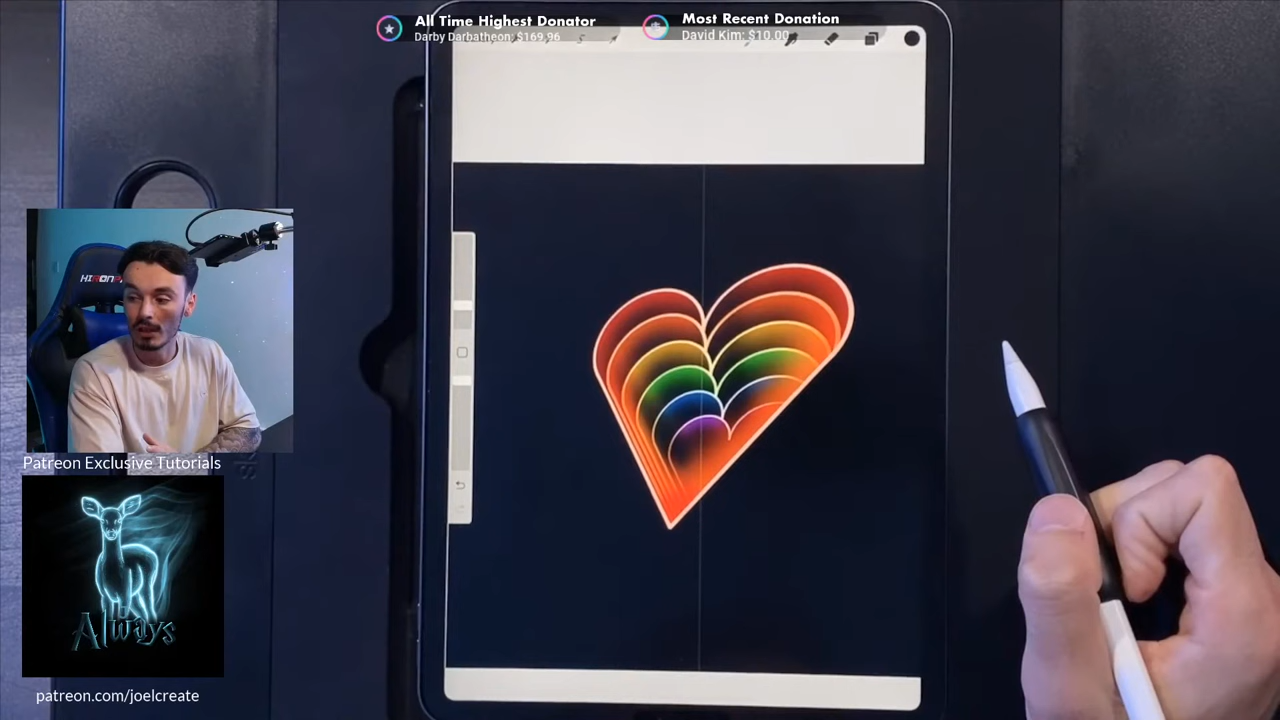 All Time Highest Donator
Darby Darbatheon: $169.96
Most Recent Donation
David Kim: $10.00
Patreon Exclusive Tutorials
Always
patreon.com/joelcreate